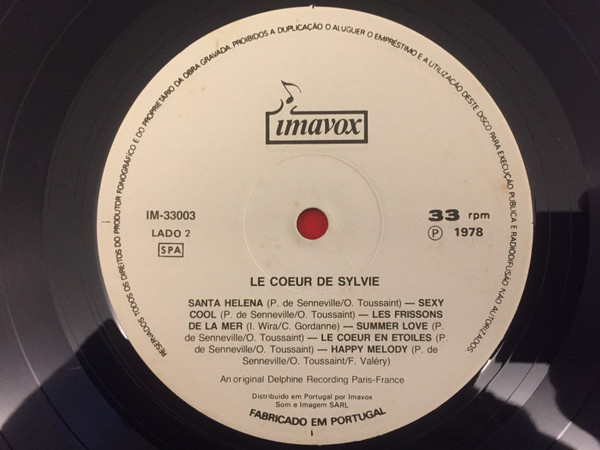 RESERVADOS TODOS OS DIREITOS DO PRODUTOR FONOGRÁFICO E DO PROPRIETÁRIO DA OBRA GRAVADA. PROIBIDOS A DUPLICAÇÃO O ALUGUER O EMPRÉSTIMO E A UTILIZAÇÃO DESTE DISCO PARA EXECUÇÃO PUBLICA E RADIODIFUSÃO NÃO AUTORIZADOS
imavox
IM-33003
LADO 2
SPA
33 rpm
Ⓟ 1978
LE COEUR DE SYLVIE
SANTA HELENA (P. de Senneville/O. Toussaint) — SEXY
COOL (P. de Senneville/O. Toussaint) — LES FRISSONS
DE LA MER (I. Wira/C. Gordanne) — SUMMER LOVE (P.
de Senneville/O. Toussaint) — LE COEUR EN ETOILES (P.
de Senneville/O. Toussaint) — HAPPY MELODY (P. de
Senneville/O. Toussaint/F. Valéry)
An original Delphine Recording Paris-France
Distribuido em Portugal por Imavox
Som e Imagem SARL
FABRICADO EM PORTUGAL